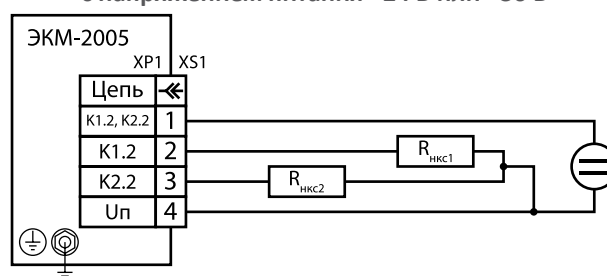 с напряжением питания =24 В или =36 В
ЭКМ-2005
XP1 XS1
Цепь
K1.2, K2.2 1
K1.2 2
K2.2 3
Uп 4
Rнкс1
Rнкс2